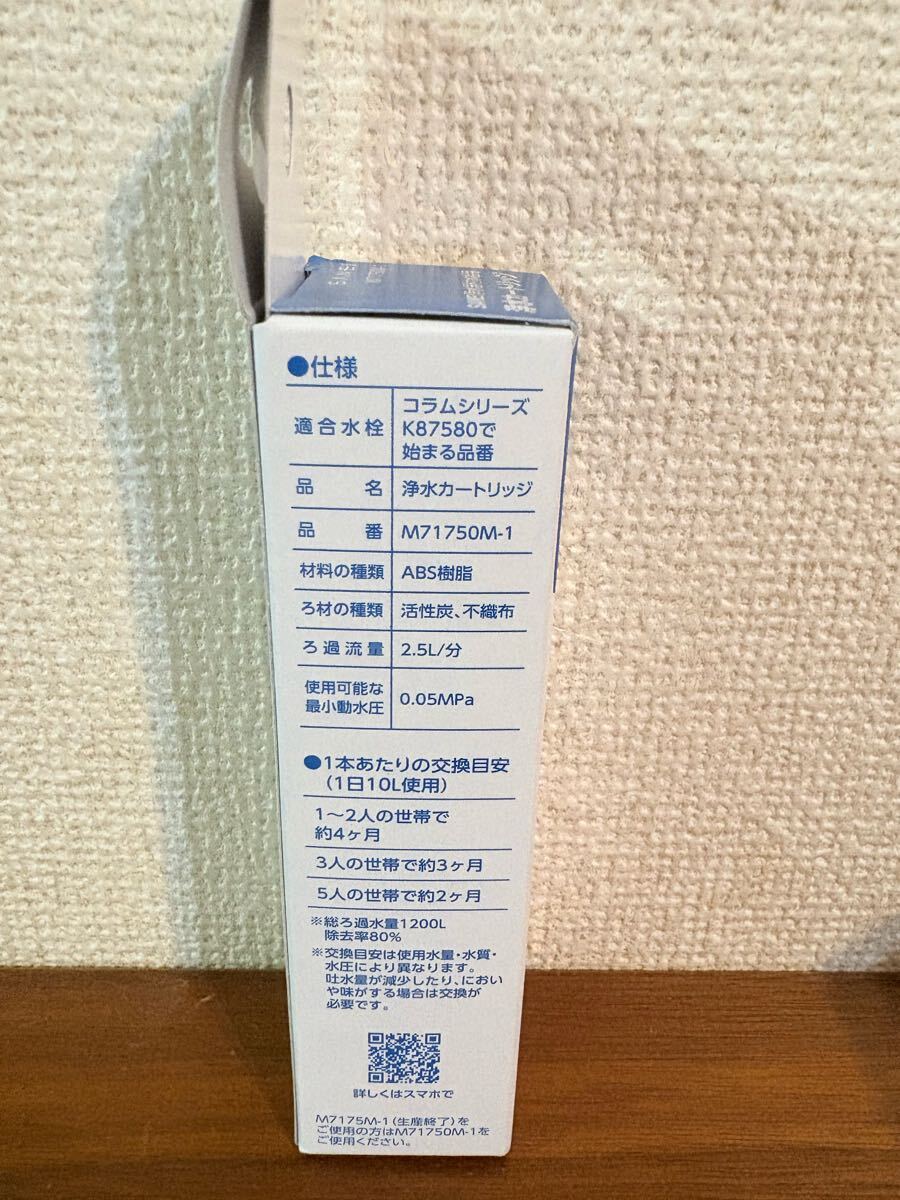 ●仕様
適合水栓 コラムシリーズ
K87580で
始まる品番
品名 浄水カートリッジ
品番 M71750M-1
材料の種類 ABS樹脂
ろ材の種類 活性炭、不織布
ろ過流量 2.5L/分
使用可能な
最小動水圧 0.05MPa
●1本あたりの交換目安
(1日10L使用)
1〜2人の世帯で
約4ヶ月
3人の世帯で約3ヶ月
5人の世帯で約2ヶ月
※総ろ過水量1200L
除去率80%
※交換目安は使用水量・水質・
水圧により異なります。
吐水量が減少したり、におい
や味がする場合は交換が
必要です。
詳しくはスマホで
M7175M-1(生産終了)を
ご使用の方はM71750M-1を
ご使用ください。